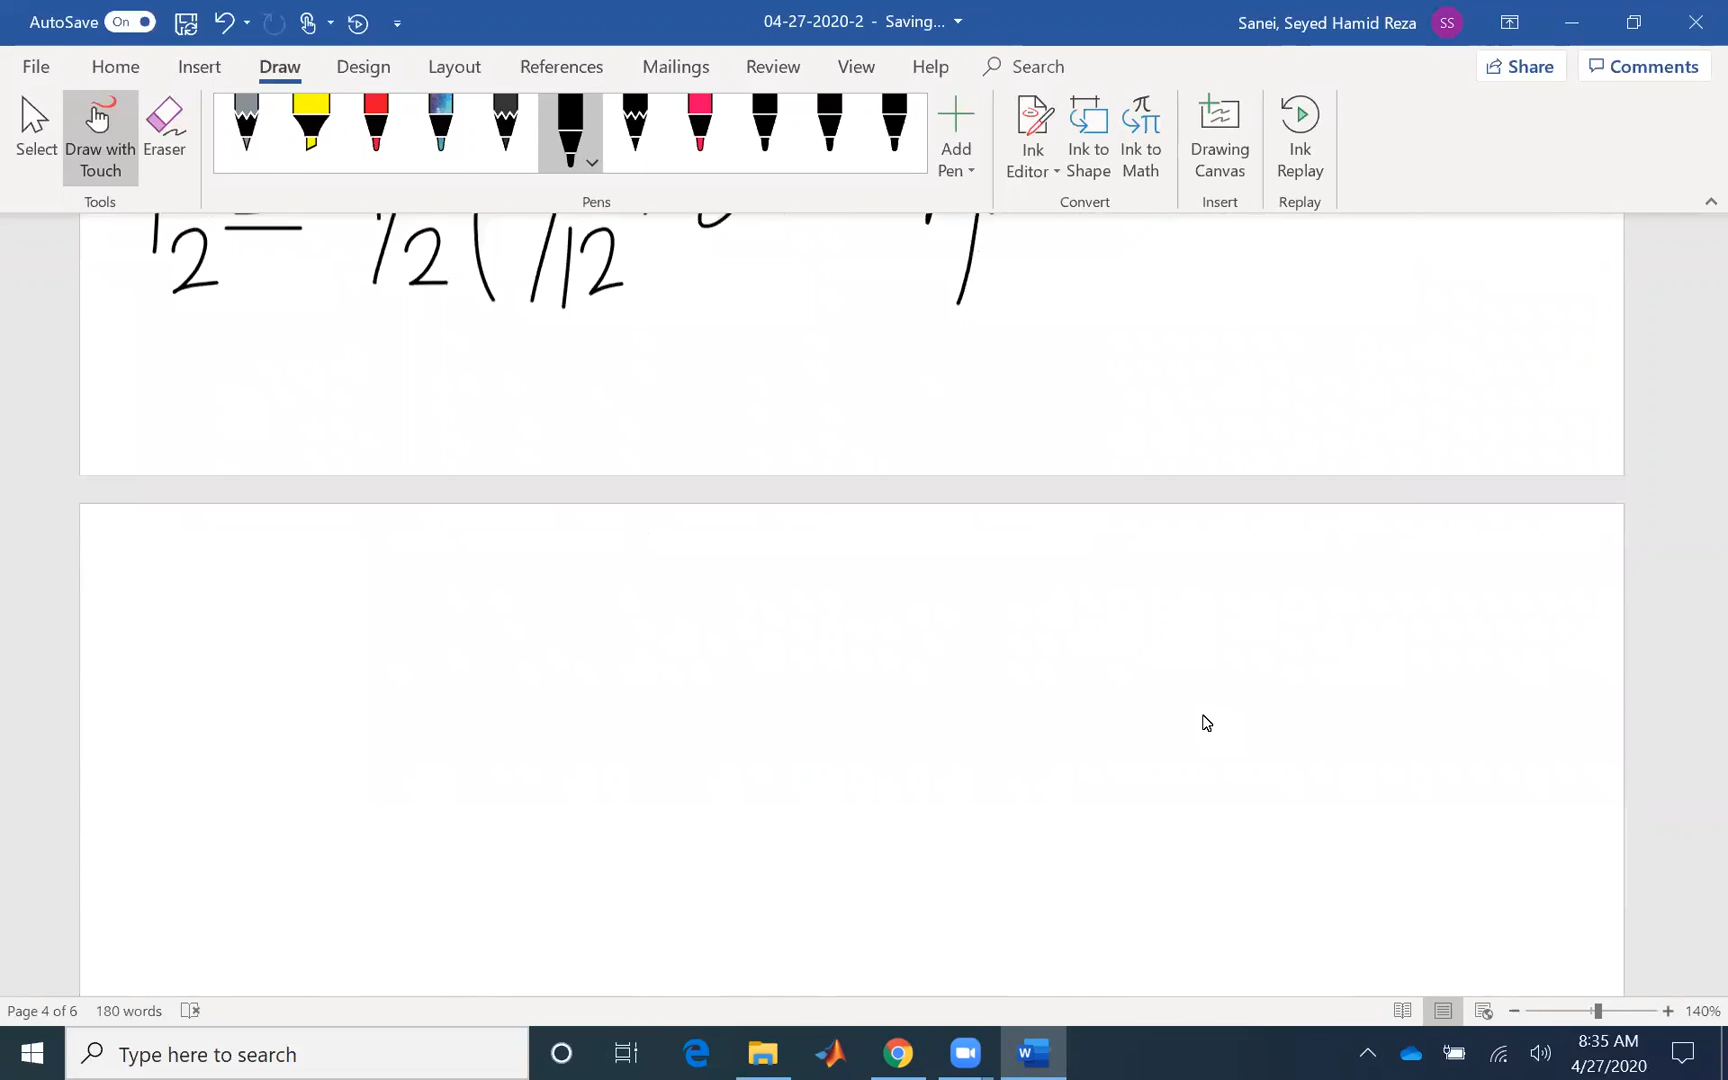 AutoSave On 04-27-2020-2 - Saving... Sanei, Seyed Hamid Reza SS
File Home Insert Draw Design Layout References Mailings Review View Help Search Share Comments
Select Draw with Touch Eraser Add Pen Ink Editor Ink to Shape Ink to Math Drawing Canvas Ink Replay
Tools Pens Convert Insert Replay
2 = 2 ( 12
Page 4 of 6 180 words 140%
Type here to search 8:35 AM
4/27/2020